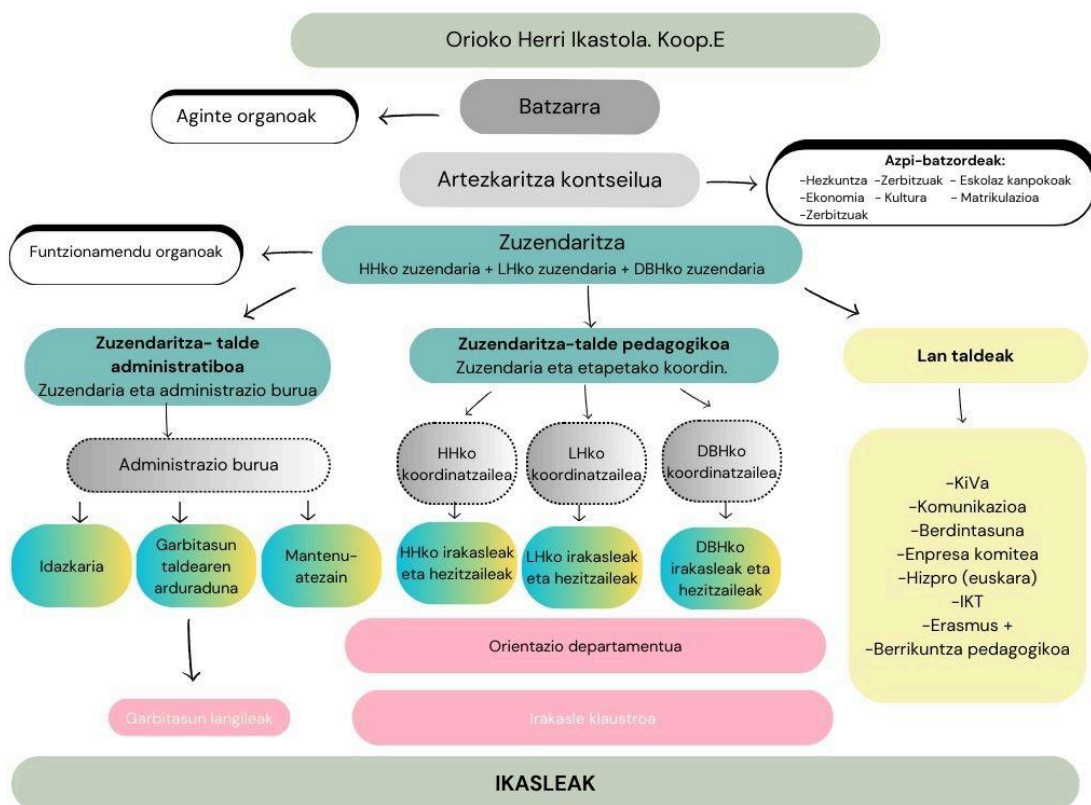 Orioko Herri Ikastola. Koop.E
Batzarra
Aginte organoak
Artezkaritza kontseilua
Azpi-batzordeak:
-Hezkuntza -Zerbitzuak - Eskolaz kanpokoak
-Ekonomia - Kultura - Matrikulazioa
-Zerbitzuak
Zuzendaritza
HHko zuzendaria + LHko zuzendaria + DBHko zuzendaria
Funtzionamendu organoak
Zuzendaritza- talde
administratiboa
Zuzendaria eta administrazio burua
Zuzendaritza-talde pedagogikoa
Zuzendaria eta etapetako koordin.
Lan taldeak
Administrazio burua
HHko
koordinatzailea
LHko
koordinatzailea
DBHko
koordinatzailea
Idazkaria
Garbitasun
taldearen
arduraduna
Mantenu-
atezain
HHko irakasleak
eta hezitzaileak
LHko irakasleak
eta hezitzaileak
DBHko
irakasleak eta
hezitzaileak
-KiVa
-Komunikazioa
-Berdintasuna
-Enpresa komitea
-Hizpro (euskara)
-IKT
-Erasmus +
-Berrikuntza pedagogikoa
Orientazio departamentua
Garbitasun langileak
Irakasle klaustroa
IKASLEAK